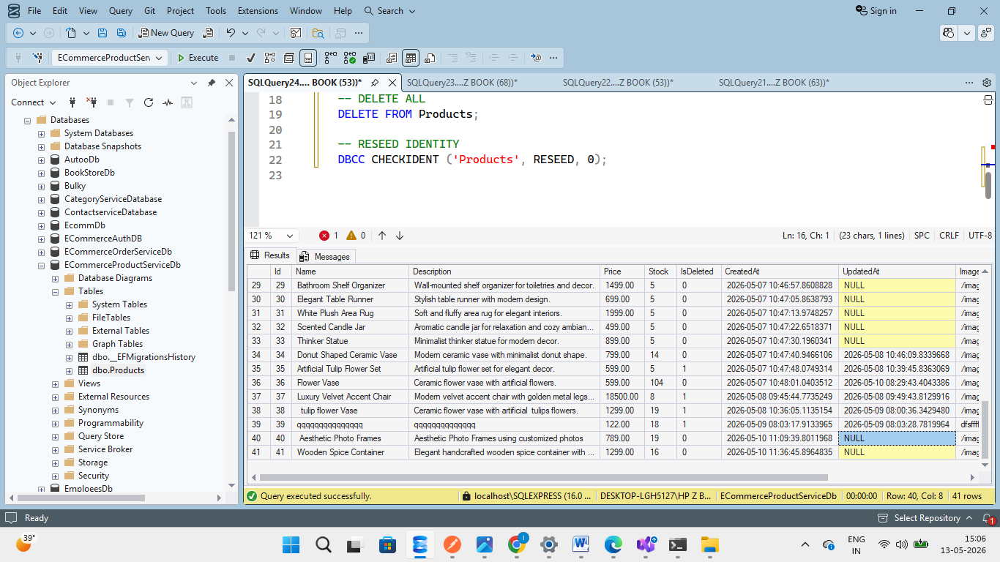 File Edit View Query Git Project Tools Extensions Window Help Search Sign in
New Query
ECommerceProductServ Execute
Object Explorer
Connect
Databases
System Databases
Database Snapshots
AutooDb
BookStoreDb
Bulky
CategoryServiceDatabase
ContactserviceDatabase
EcommDb
ECommerceAuthDB
ECommerceOrderServiceDb
ECommerceProductServiceDb
Database Diagrams
Tables
System Tables
FileTables
External Tables
Graph Tables
dbo.__EFMigrationsHistory
dbo.Products
Views
External Resources
Synonyms
Programmability
Query Store
Service Broker
Storage
Security
EmployeesDb
SQLQuery24.... BOOK (53))* SQLQuery23....Z BOOK (68))* SQLQuery22....Z BOOK (53))* SQLQuery21....Z BOOK (63))*
18 -- DELETE ALL
19 DELETE FROM Products;
20
21 -- RESEED IDENTITY
22 DBCC CHECKIDENT ('Products', RESEED, 0);
23
121 % 1 0 Ln: 16, Ch: 1 (23 chars, 1 lines) SPC CRLF UTF-8
Results Messages
Id Name Description Price Stock IsDeleted CreatedAt UpdatedAt Image
29 29 Bathroom Shelf Organizer Wall-mounted shelf organizer for toiletries and decor. 1499.00 5 0 2026-05-07 10:46:57.8608828 NULL /imag
30 30 Elegant Table Runner Stylish table runner with modern design. 699.00 5 0 2026-05-07 10:47:05.8638793 NULL /imag
31 31 White Plush Area Rug Soft and fluffy area rug for elegant interiors. 1999.00 5 0 2026-05-07 10:47:13.9748257 NULL /imag
32 32 Scented Candle Jar Aromatic candle jar for relaxation and cozy ambian... 499.00 5 0 2026-05-07 10:47:22.6518371 NULL /imag
33 33 Thinker Statue Minimalist thinker statue for modern decor. 899.00 5 0 2026-05-07 10:47:30.1960341 NULL /imag
34 34 Donut Shaped Ceramic Vase Modern ceramic vase with minimalist donut shape. 799.00 14 0 2026-05-07 10:47:40.9466106 2026-05-08 10:46:09.8339668 /imag
35 35 Artificial Tulip Flower Set Artificial tulip flower set for elegant decor. 599.00 5 1 2026-05-07 10:47:48.0749314 2026-05-08 10:39:45.8363069 /imag
36 36 Flower Vase Ceramic flower vase with artificial flowers. 599.00 104 0 2026-05-07 10:48:01.0403512 2026-05-10 08:29:43.4043386 /imag
37 37 Luxury Velvet Accent Chair Modern velvet accent chair with golden metal legs... 18500.00 8 1 2026-05-08 09:45:44.7735249 2026-05-08 09:49:43.8129916 /imag
38 38 tulip flower Vase Ceramic flower vase with artificial tulips flowers. 1299.00 19 1 2026-05-08 10:36:05.1135154 2026-05-09 08:00:36.3429480 /imag
39 39 qqqqqqqqqqqqqqq qqqqqqqqqqqqqq 122.00 18 1 2026-05-09 08:03:17.9133965 2026-05-09 08:03:28.7819964
40 40 Aesthetic Photo Frames Aesthetic Photo Frames using customized photos 789.00 19 0 2026-05-10 11:09:39.8011968 NULL /imag
41 41 Wooden Spice Container Elegant handcrafted wooden spice container with ... 1299.00 16 0 2026-05-10 11:36:45.8964835 NULL /imag
Query executed successfully. localhost\SQLEXPRESS (16.0 ... DESKTOP-LGH5127\HP Z B... ECommerceProductServiceDb 00:00:00 Row: 40, Col: 8 41 rows
Ready Select Repository 1
39° 1 ENG IN 15:06
13-05-2026